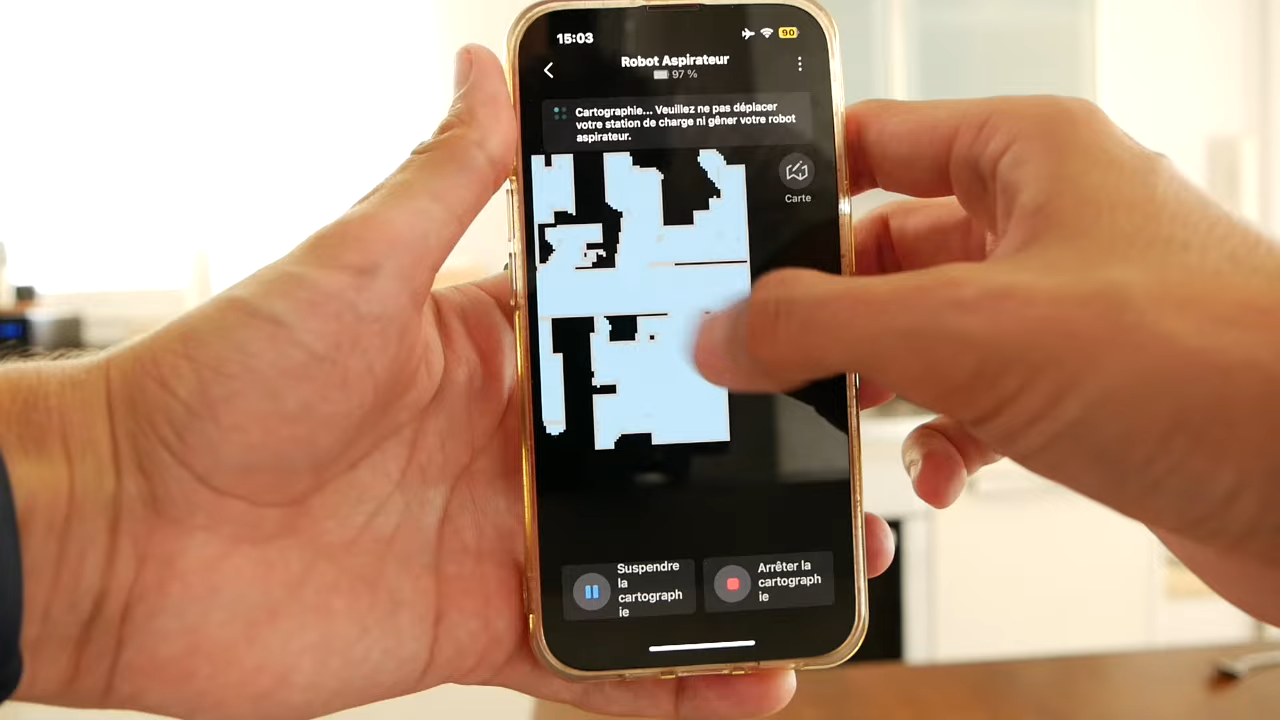 15:03
90
Robot Aspirateur
97 %
Cartographie... Veuillez ne pas déplacer
votre station de charge ni gêner votre robot
aspirateur.
Carte
Suspendre
la
cartograph
ie
Arrêter la
cartograph
ie